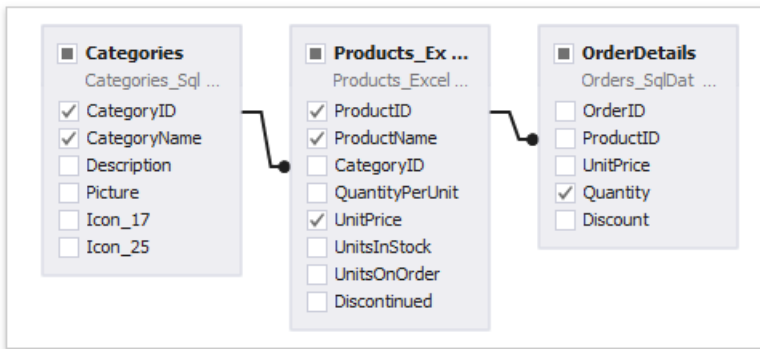 Categories
Categories_Sql ...
CategoryID
CategoryName
Description
Picture
Icon_17
Icon_25
Products_Ex ...
Products_Excel ...
ProductID
ProductName
CategoryID
QuantityPerUnit
UnitPrice
UnitsInStock
UnitsOnOrder
Discontinued
OrderDetails
Orders_SqlDat ...
OrderID
ProductID
UnitPrice
Quantity
Discount